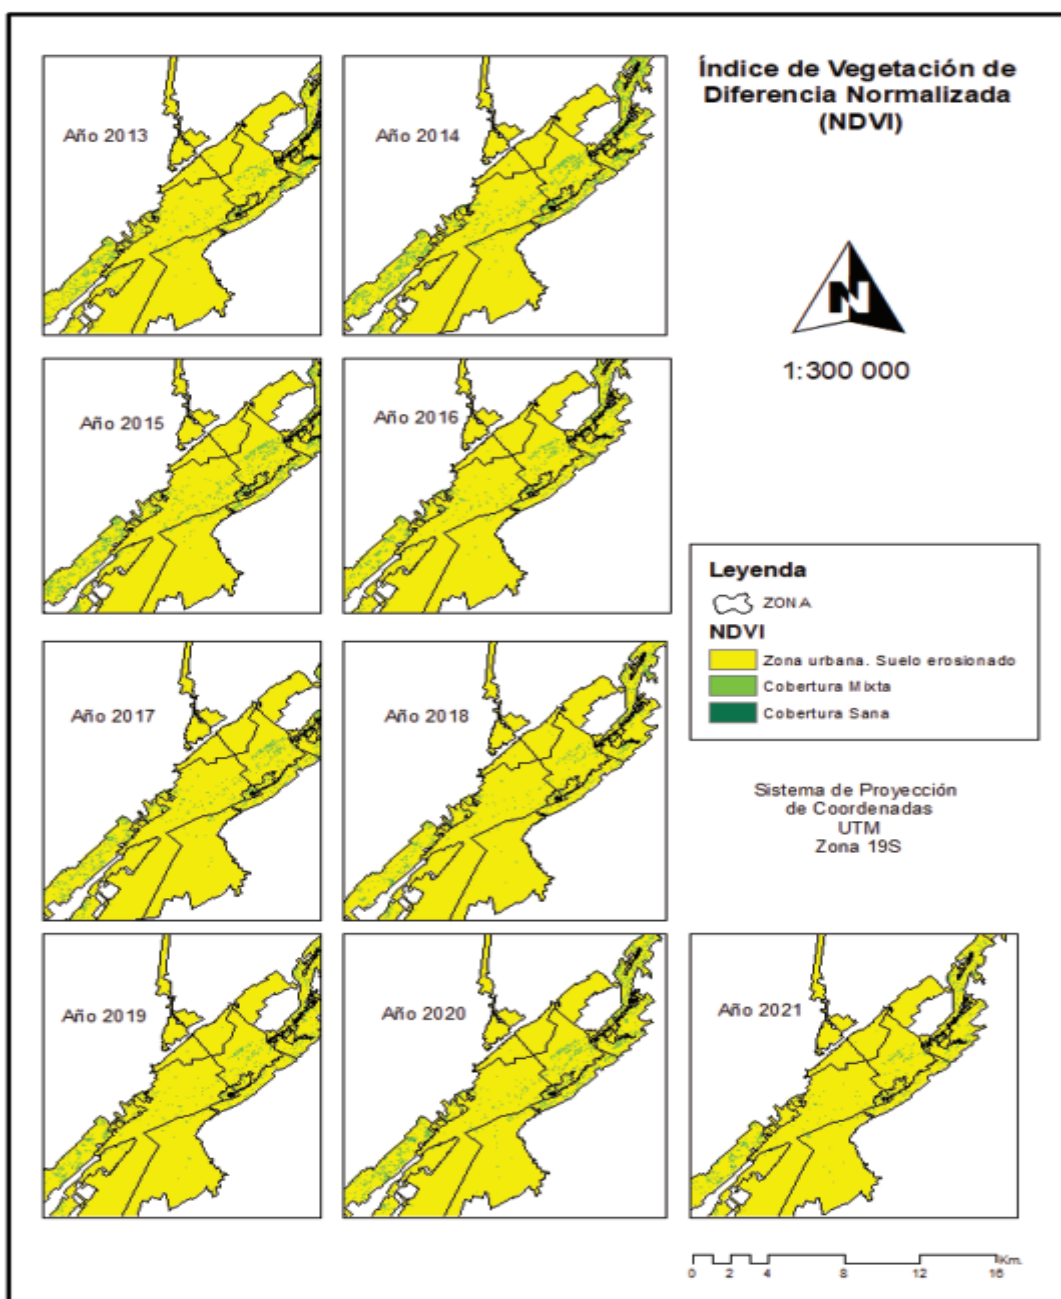 Índice de Vegetación de
Diferencia Normalizada
(NDVI)
Año 2013
Año 2014
N
1:300 000
Año 2015
Año 2016
Leyenda
ZONA
NDVI
Zona urbana. Suelo erosionado
Cobertura Mixta
Cobertura Sana
Año 2017
Año 2018
Sistema de Proyección
de Coordenadas
UTM
Zona 19S
Año 2019
Año 2020
Año 2021
Km.
0 2 4 8 12 16